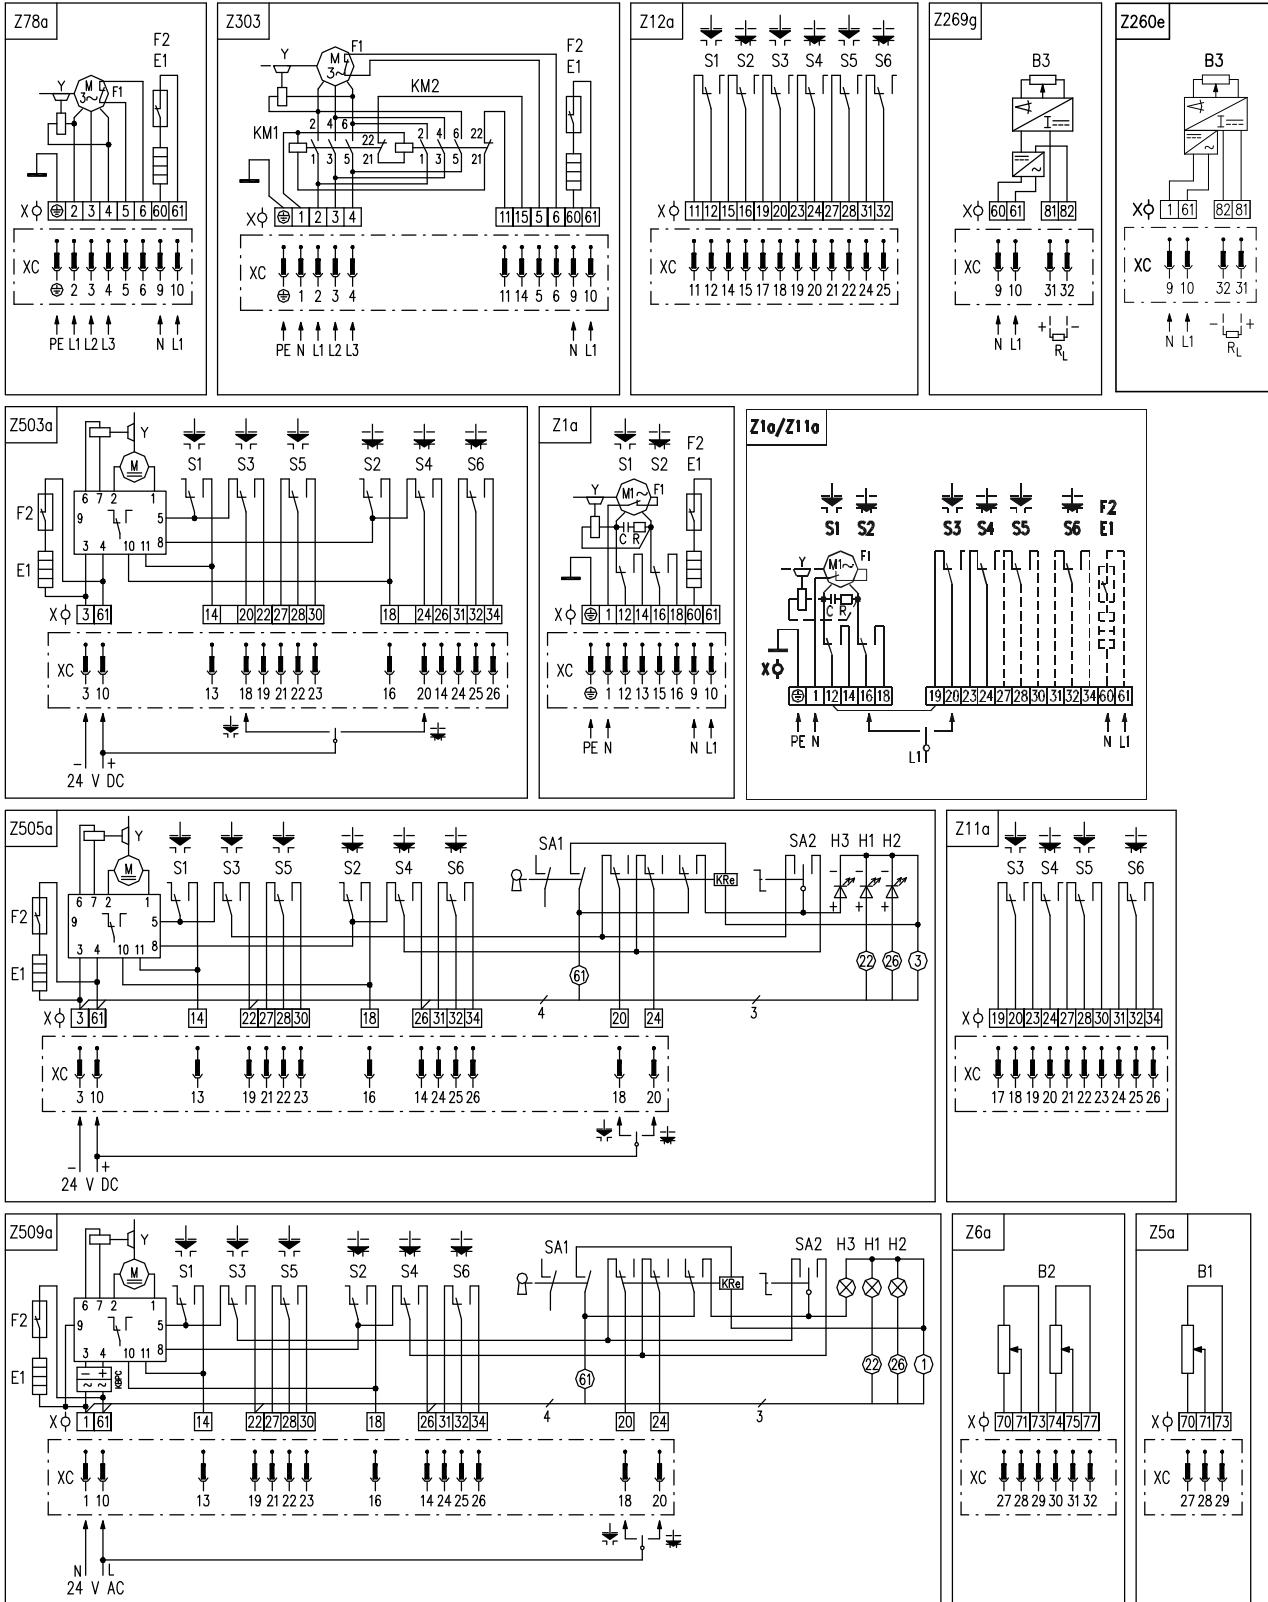 Z78a
F2
E1
Y
M
3~
F1
X 2 3 4 5 6 60 61
XC
2 3 4 5 6 9 10
PE L1 L2 L3 N L1
Z303
Y
M
3~
F1
F2
E1
KM2
KM1
2 4 6 22 2 4 6 22
1 3 5 21 1 3 5 21
X 1 2 3 4 11 15 5 6 60 61
XC
1 2 3 4 11 14 5 6 9 10
PE N L1 L2 L3 N L1
Z12a
S1 S2 S3 S4 S5 S6
X 11 12 15 16 19 20 23 24 27 28 31 32
XC
11 12 14 15 17 18 19 20 21 22 24 25
Z269g
B3
I
~
X 60 61 81 82
XC
9 10 31 32
N L1 + RL -
Z260e
B3
I
~
X 1 61 82 81
XC
9 10 32 31
N L1 - RL +
Z503a
Y
M
S1 S3 S5 S2 S4 S6
6 7 2 1
F2 9 5
8
3 4 10 11
E1
X 3 61 14 20 22 27 28 30 18 24 26 31 32 34
XC
3 10 13 18 19 21 22 23 16 20 14 24 25 26
- +
24 V DC
Z1a
S1 S2 F2
E1
Y M1~ F1
C R
X 1 12 14 16 18 60 61
XC
1 12 13 15 16 9 10
PE N N L1
Z1a/Z11a
S1 S2 S3 S4 S5 S6 F2
E1
Y M1~ F1
C R
X
1 12 14 16 18 19 20 23 24 27 28 30 31 32 34 60 61
PE N L1 N L1
Z505a
Y
M
S1 S3 S5 S2 S4 S6 SA1 SA2 H3 H1 H2
KRe
6 7 2 1
F2 9 5
8
3 4 10 11
E1
61 22 26 3
4 3
X 3 61 14 22 27 28 30 18 26 31 32 34 20 24
XC
3 10 13 19 21 22 23 16 14 24 25 26 18 20
- +
24 V DC
Z11a
S3 S4 S5 S6
X 19 20 23 24 27 28 30 31 32 34
XC
17 18 19 20 21 22 23 24 25 26
Z509a
Y
M
S1 S3 S5 S2 S4 S6 SA1 SA2 H3 H1 H2
KRe
6 7 2 1
F2 9 5
8
3 4 10 11
E1
- +
~ ~
KBPC
61 22 26 1
4 3
X 1 61 14 22 27 28 30 18 26 31 32 34 20 24
XC
1 10 13 19 21 22 23 16 14 24 25 26 18 20
N L
24 V AC
Z6a
B2
X 70 71 73 74 75 77
XC
27 28 29 30 31 32
Z5a
B1
X 70 71 73
XC
27 28 29